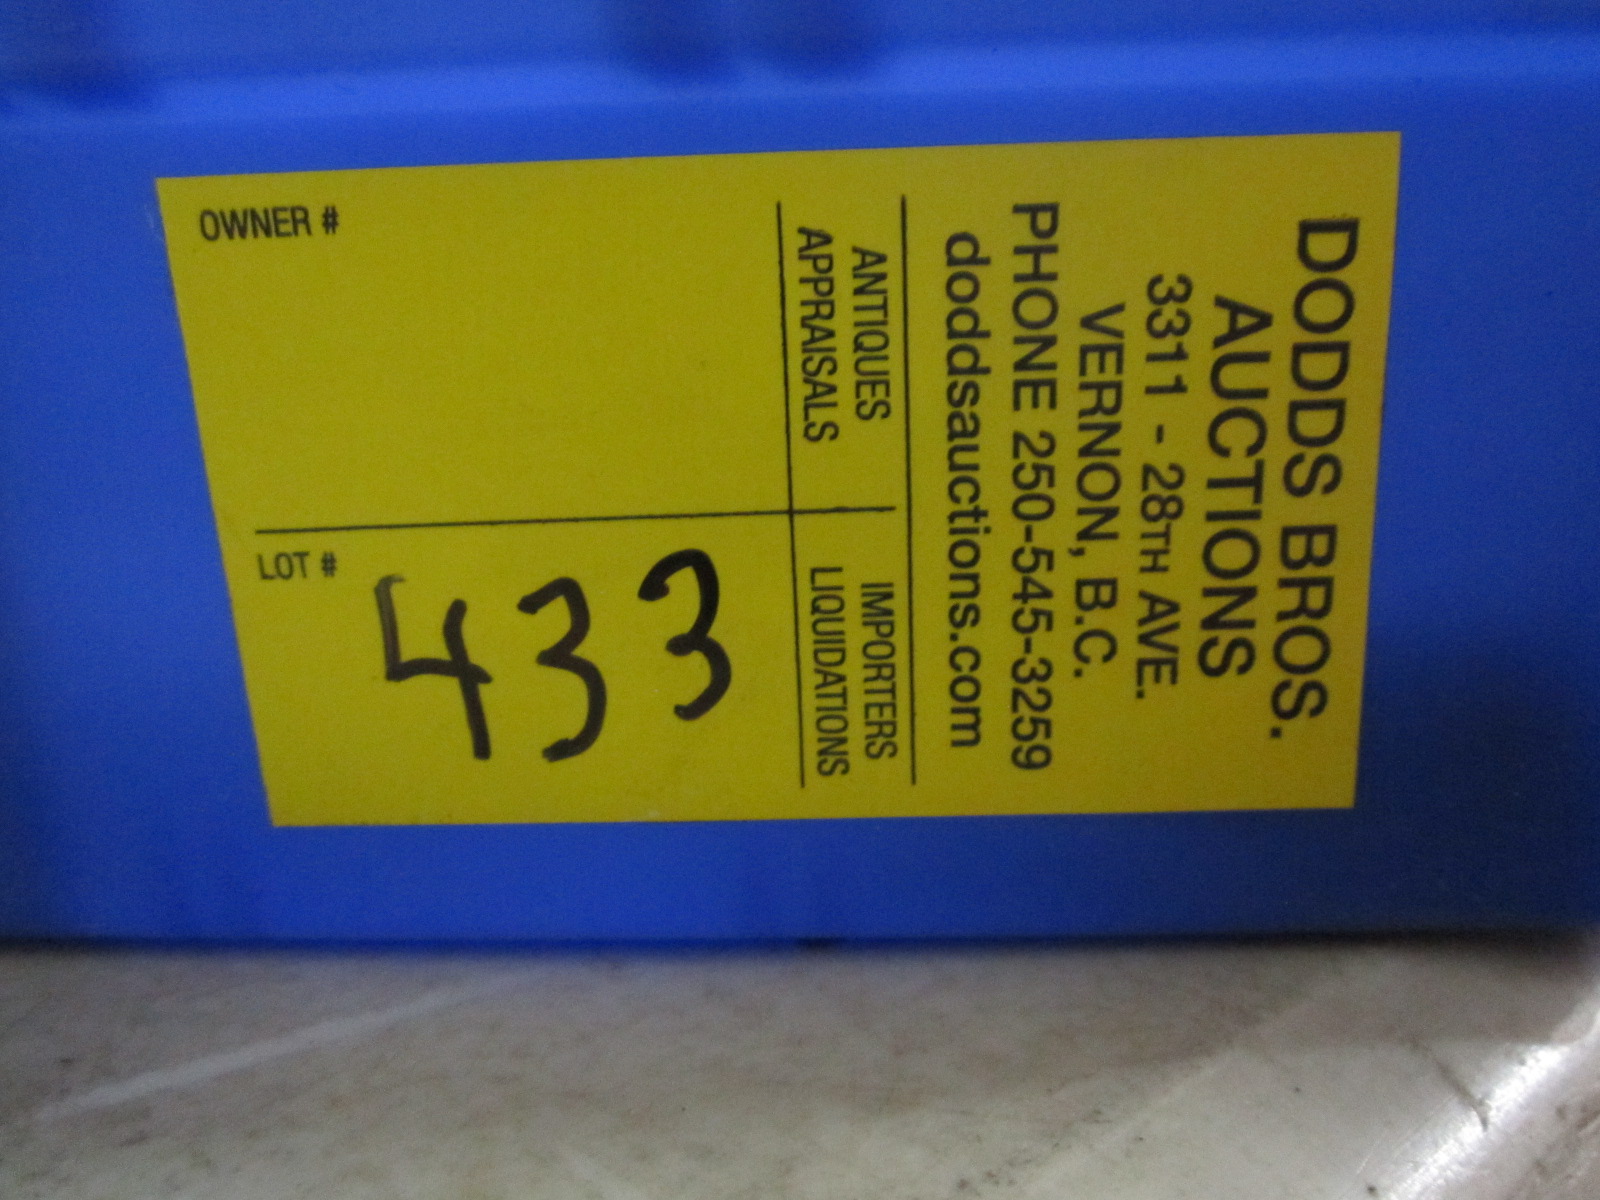 DODDS BROS.
AUCTIONS
3311 - 28TH AVE.
VERNON, B.C.
PHONE 250-545-3259
doddsauctions.com
ANTIQUES
APPRAISALS
IMPORTERS
LIQUIDATIONS
OWNER #
LOT #
433